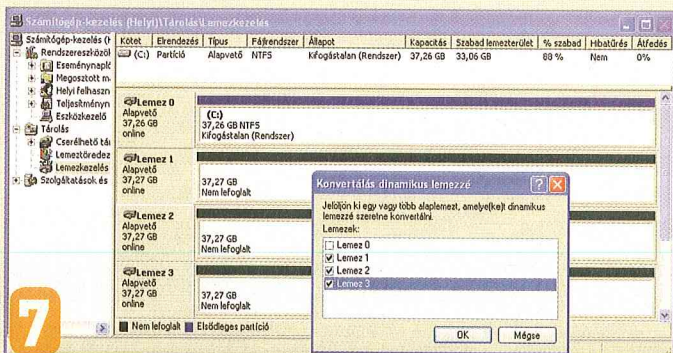 Számítógép-kezelés (Helyi)\Tárolás\Lemezkezelés
Számítógép-kezelés (H
Rendszereszközök
Eseménynapló
Megosztott m
Helyi felhaszn
Teljesítményn
Eszközkezelő
Tárolás
Cserélhető tár
Lemeztöredez
Lemezkezelés
Szolgáltatások és
Kötet Elrendezés Típus Fájlrendszer Állapot Kapacitás Szabad lemezterület % szabad Hibatűrés Átfedés
(C:) Partíció Alapvető NTFS Kifogástalan (Rendszer) 37,26 GB 33,06 GB 88 % Nem 0%
Lemez 0
Alapvető
37,26 GB
online
(C:)
37,26 GB NTFS
Kifogástalan (Rendszer)
Lemez 1
Alapvető
37,27 GB
online
37,27 GB
Nem lefoglalt
Lemez 2
Alapvető
37,27 GB
online
37,27 GB
Nem lefoglalt
Lemez 3
Alapvető
37,27 GB
online
37,27 GB
Nem lefoglalt
Nem lefoglalt Elsődleges partíció
Konvertálás dinamikus lemezzé
Jelöljön ki egy vagy több alaplemezt, amelye(ke)t dinamikus
lemezzé szeretne konvertálni.
Lemezek:
Lemez 0
Lemez 1
Lemez 2
Lemez 3
OK Mégse
7